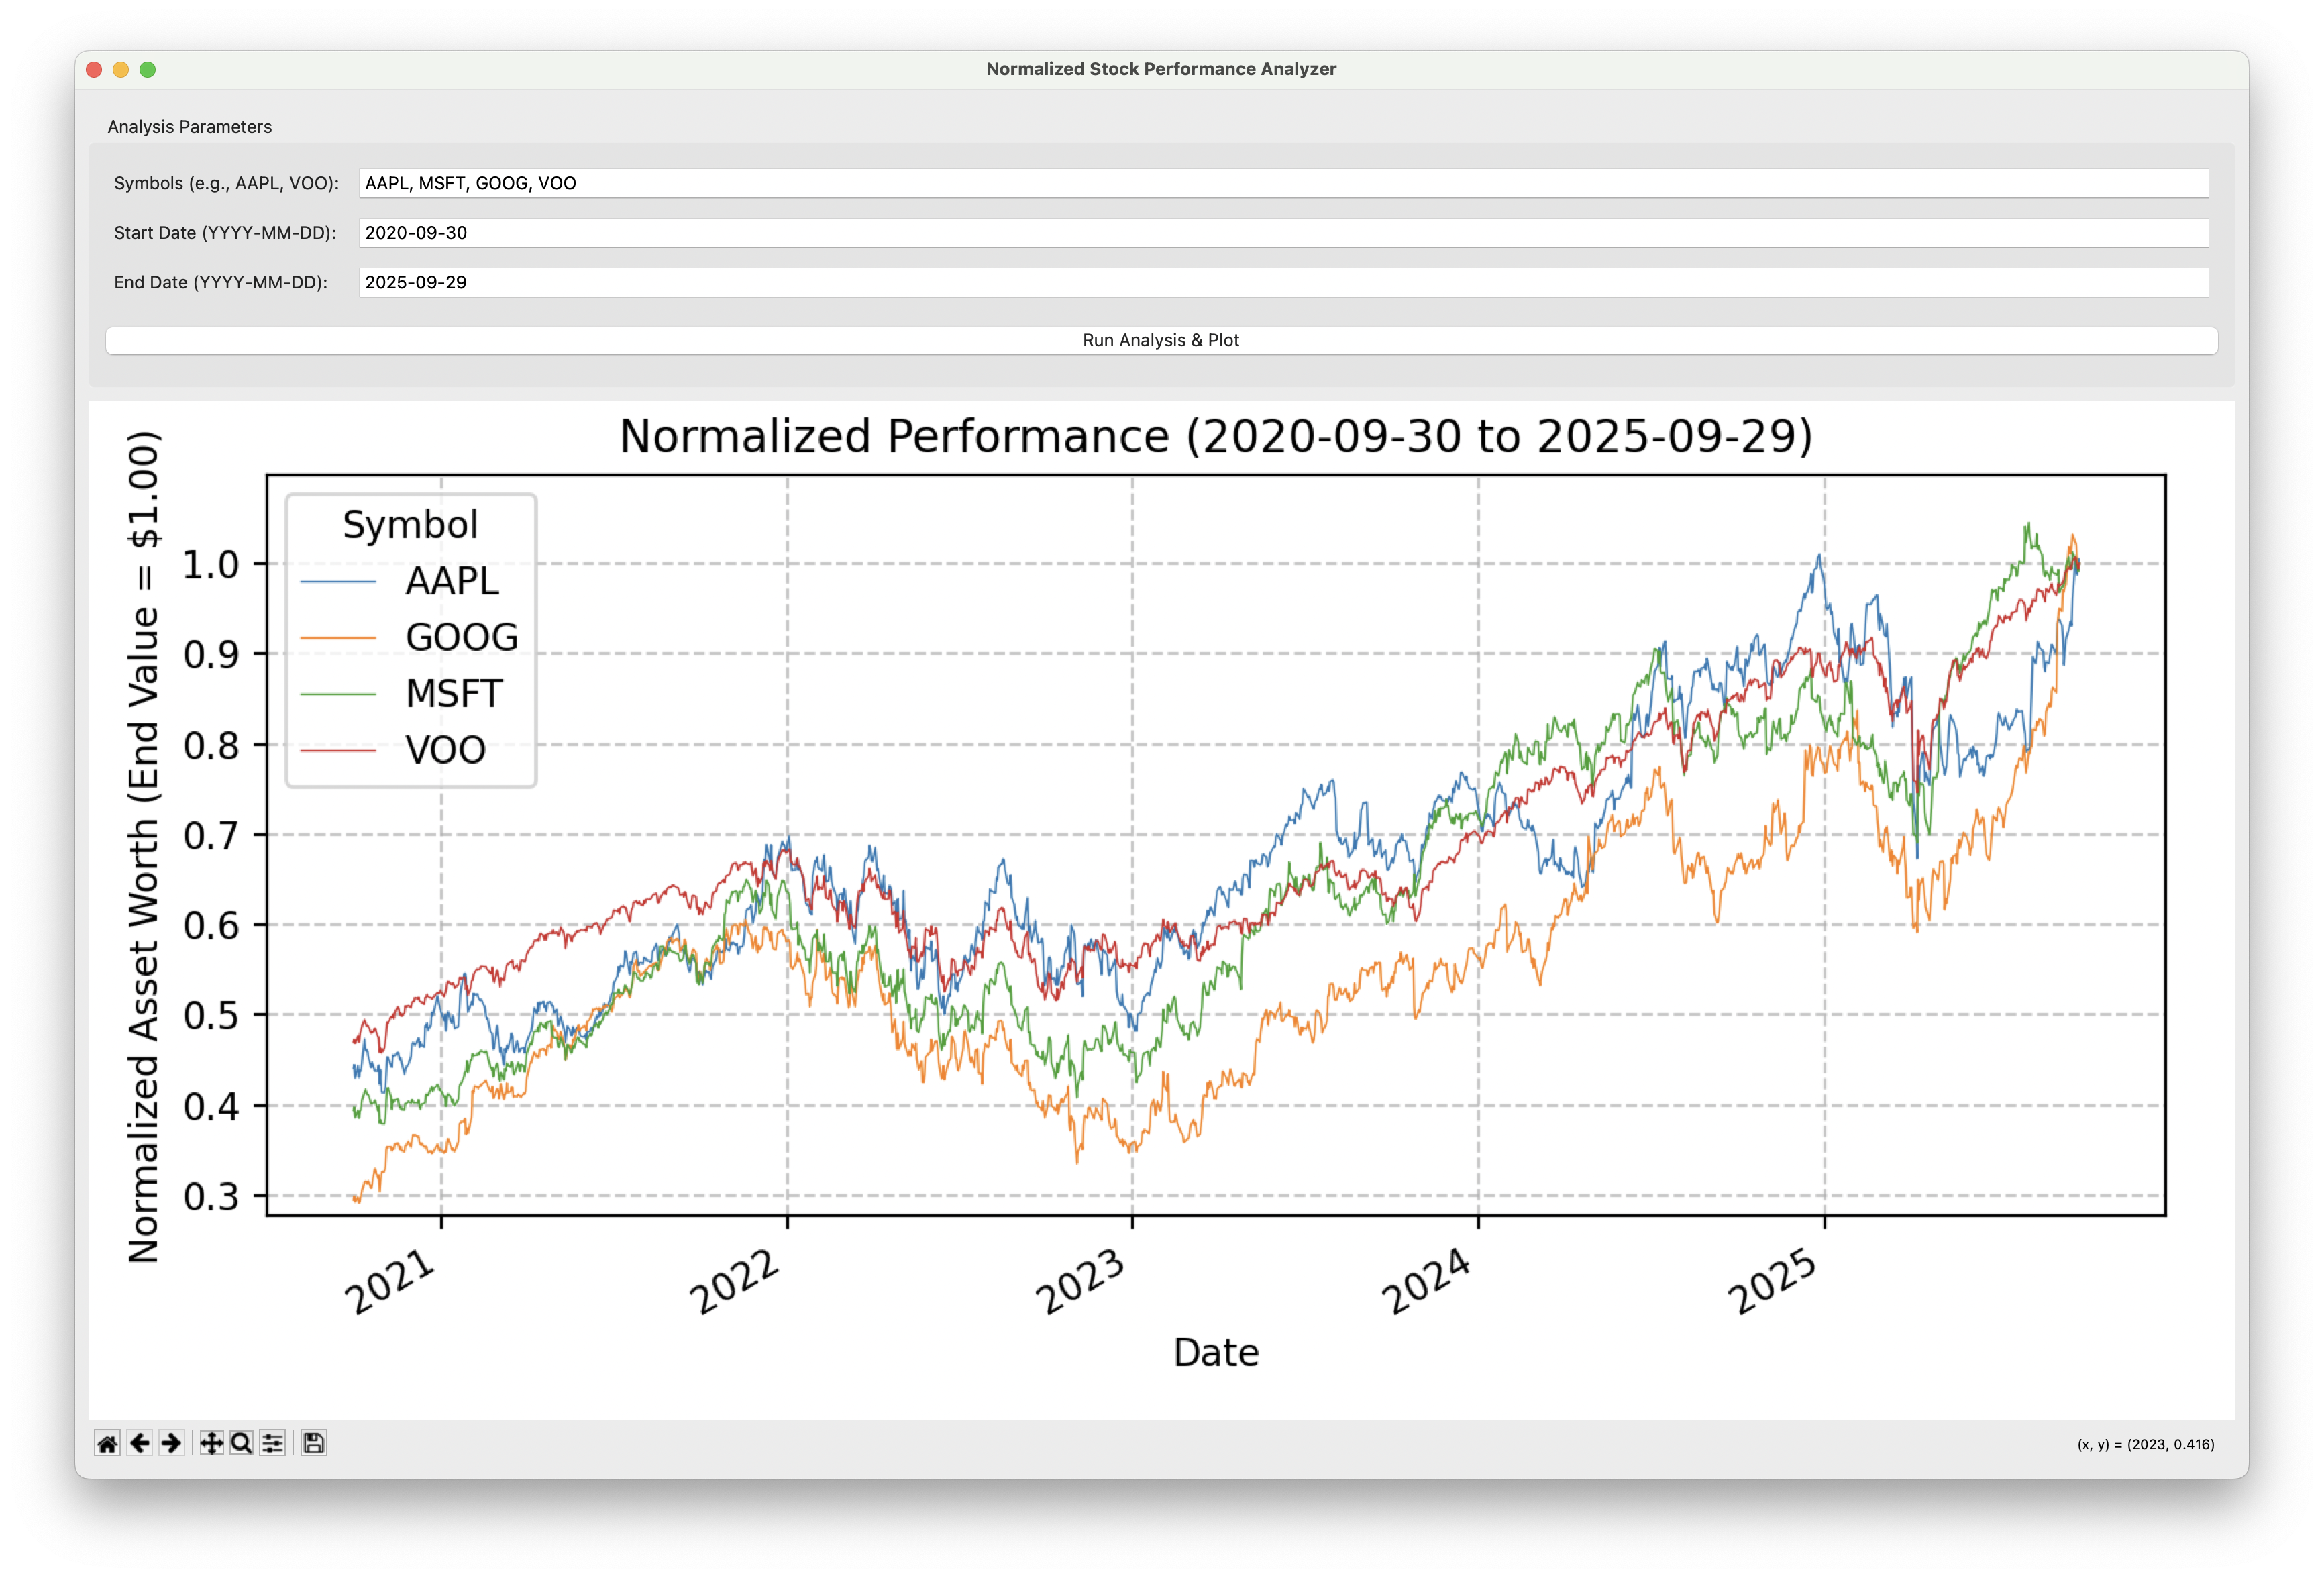 Normalized Stock Performance Analyzer
Analysis Parameters
Symbols (e.g., AAPL, VOO): AAPL, MSFT, GOOG, VOO
Start Date (YYYY-MM-DD): 2020-09-30
End Date (YYYY-MM-DD): 2025-09-29
Run Analysis & Plot
Normalized Performance (2020-09-30 to 2025-09-29)
Normalized Asset Worth (End Value = $1.00)
1.0
0.9
0.8
0.7
0.6
0.5
0.4
0.3
Symbol
AAPL
GOOG
MSFT
VOO
2021 2022 2023 2024 2025
Date
(x, y) = (2023, 0.416)